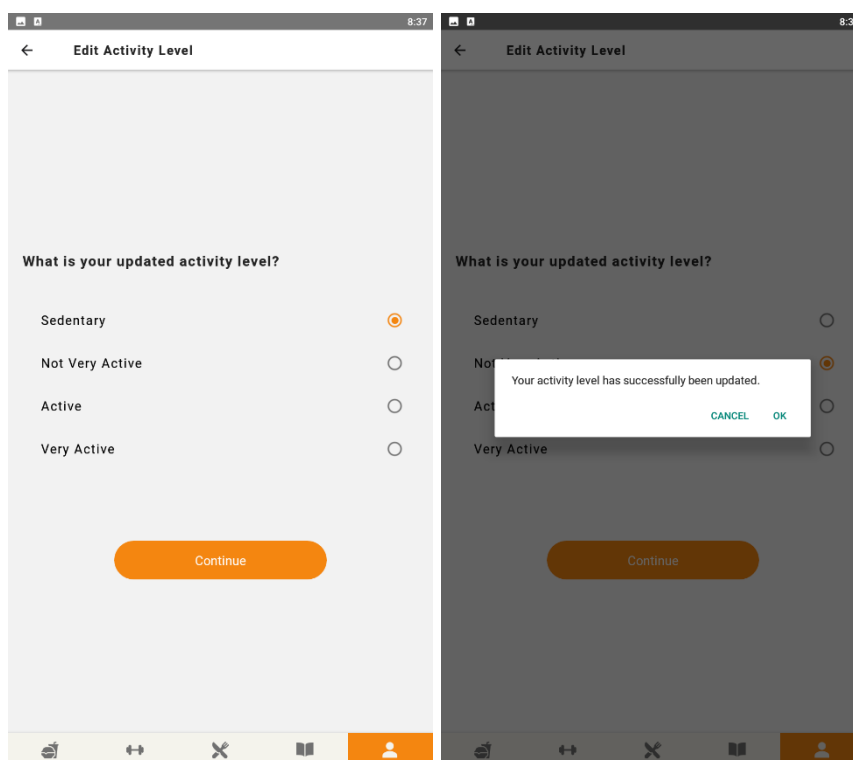 8:37
Edit Activity Level
What is your updated activity level?
Sedentary
Not Very Active
Active
Very Active
Continue
8:3
Edit Activity Level
What is your updated activity level?
Sedentary
Your activity level has successfully been updated.
CANCEL OK
Very Active
Continue